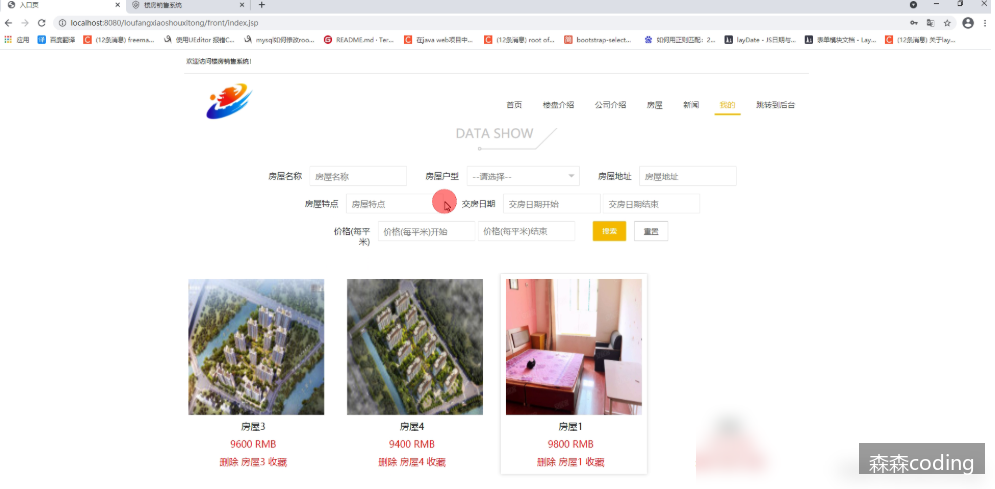 入口页
楼房销售系统
localhost:8080/loufangxiaoshouxitong/front/index.jsp
应用 百度翻译 (12条消息) freema... 使用UEditor 报错C... mysql如何修改roo... README.md · Ter... 在java web项目中... (12条消息) root of... bootstrap-select... 如何用正则匹配：2... layDate - JS日期与... 表单模块文档 - Lay... (12条消息) 关于lay...
欢迎访问楼房销售系统!
首页 楼盘介绍 公司介绍 房屋 新闻 我的 跳转到后台
DATA SHOW
房屋名称 房屋名称 房屋户型 --请选择-- 房屋地址 房屋地址
房屋特点 房屋特点 交房日期 交房日期开始 交房日期结束
价格(每平米) 价格(每平米)开始 价格(每平米)结束 搜索 重置
房屋3 房屋4 房屋1
9600 RMB 9400 RMB 9800 RMB
删除 房屋3 收藏 删除 房屋4 收藏 删除 房屋1 收藏
森森coding